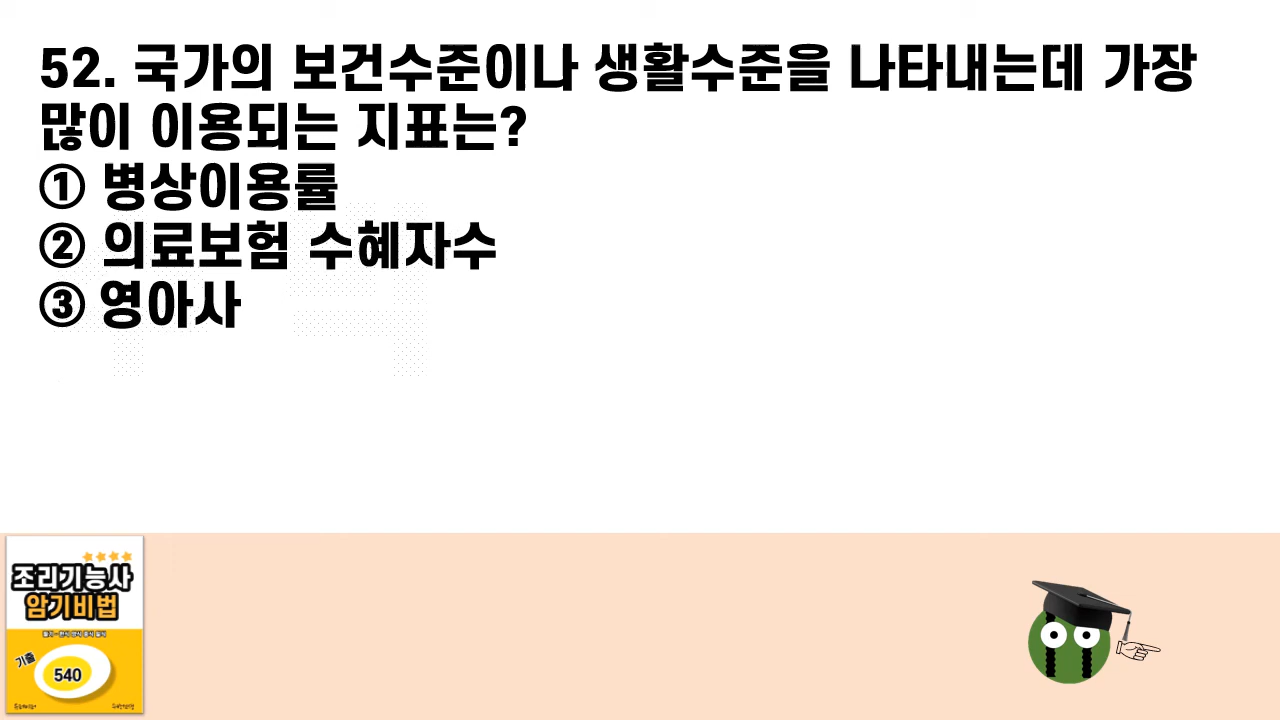 52. 국가의 보건수준이나 생활수준을 나타내는데 가장
많이 이용되는 지표는?
① 병상이용률
② 의료보험 수혜자수
③ 영아사
조리기능사
암기비법
기출
540